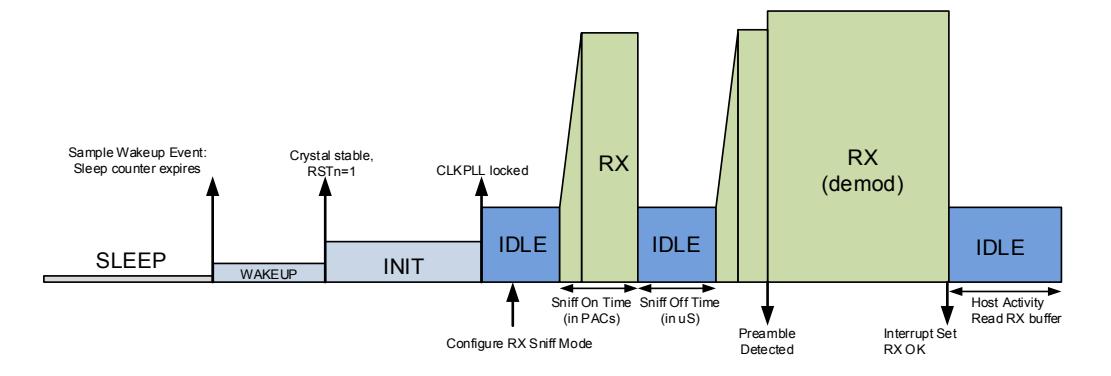 Sample Wakeup Event:
Sleep counter expires
Crystal stable,
RSTn=1
CLKPLL locked
SLEEP
WAKEUP
INIT
IDLE
RX
IDLE
RX
(demod)
IDLE
Configure RX Sniff Mode
Sniff On Time
(in PACs)
Sniff Off Time
(in uS)
Preamble
Detected
Interrupt Set
RX OK
Host Activity
Read RX buffer